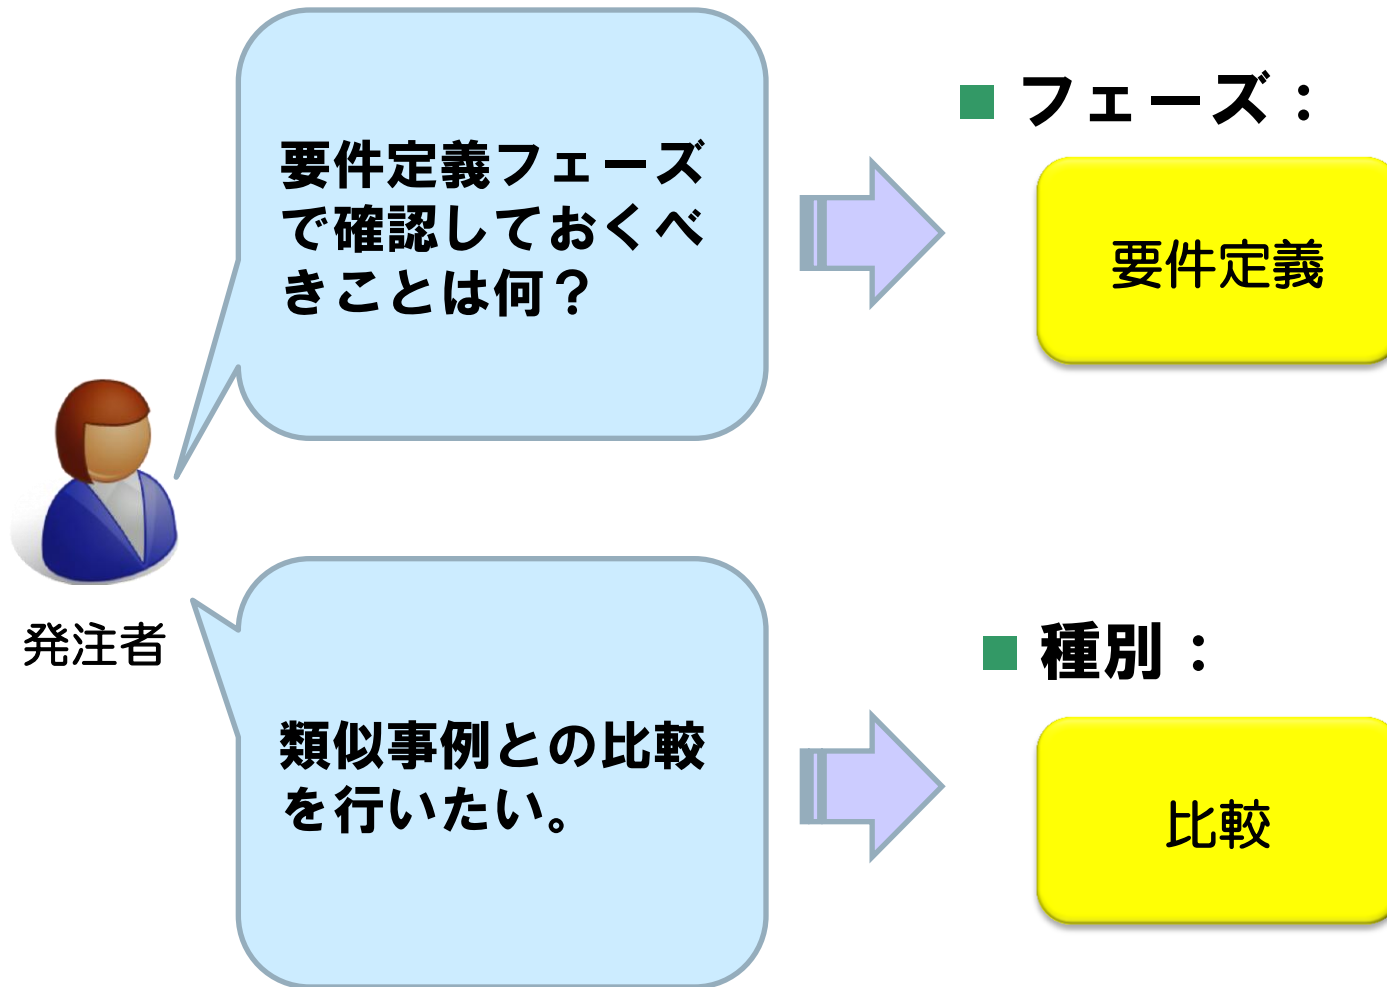 要件定義フェーズ
で確認しておくべ
きことは何？
フェーズ：
要件定義
発注者
類似事例との比較
を行いたい。
種別：
比較